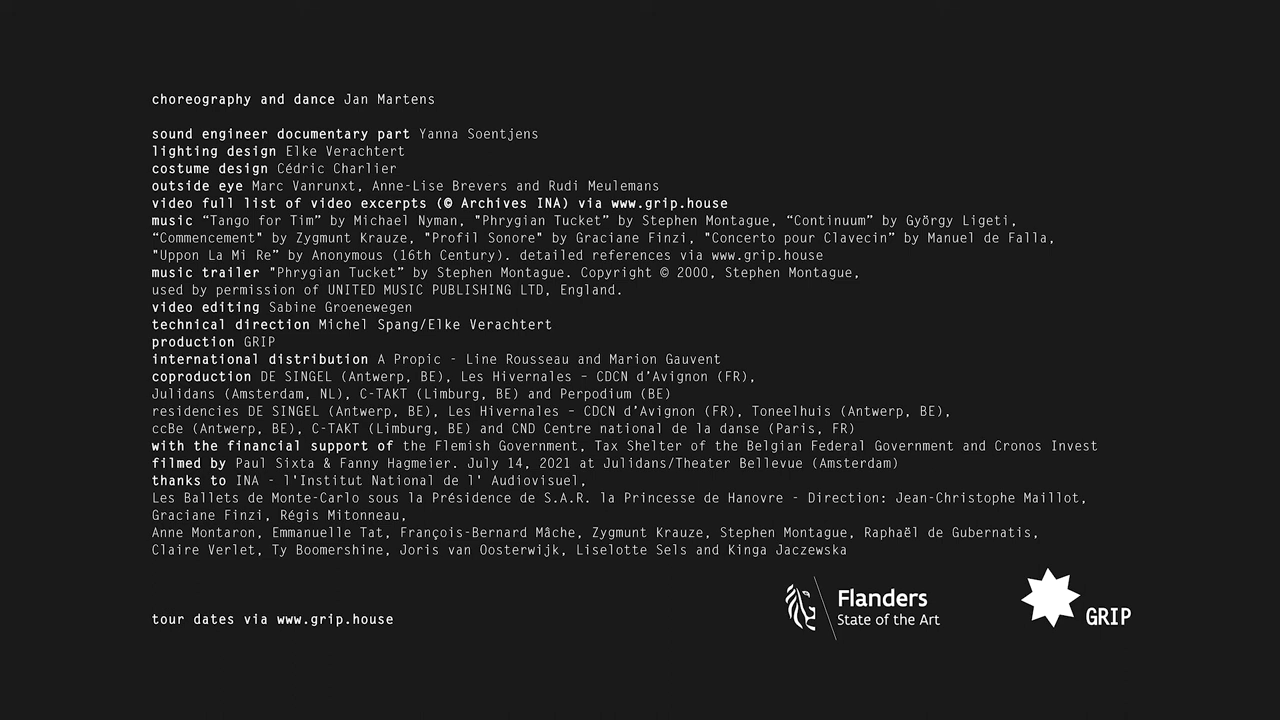 choreography and dance Jan Martens
sound engineer documentary part Yanna Soentjens
lighting design Elke Verachtert
costume design Cédric Charlier
outside eye Marc Vanrunxt, Anne-Lise Brevers and Rudi Meulemans
video full list of video excerpts (© Archives INA) via www.grip.house
music “Tango for Tim” by Michael Nyman, "Phrygian Tucket” by Stephen Montague, “Continuum” by György Ligeti,
“Commencement" by Zygmunt Krauze, "Profil Sonore" by Graciane Finzi, "Concerto pour Clavecin” by Manuel de Falla,
"Uppon La Mi Re” by Anonymous (16th Century). detailed references via www.grip.house
music trailer "Phrygian Tucket” by Stephen Montague. Copyright © 2000, Stephen Montague,
used by permission of UNITED MUSIC PUBLISHING LTD, England.
video editing Sabine Groenewegen
technical direction Michel Spang/Elke Verachtert
production GRIP
international distribution A Propic - Line Rousseau and Marion Gauvent
coproduction DE SINGEL (Antwerp, BE), Les Hivernales – CDCN d’Avignon (FR),
Julidans (Amsterdam, NL), C-TAKT (Limburg, BE) and Perpodium (BE)
residencies DE SINGEL (Antwerp, BE), Les Hivernales – CDCN d’Avignon (FR), Toneelhuis (Antwerp, BE),
ccBe (Antwerp, BE), C-TAKT (Limburg, BE) and CND Centre national de la danse (Paris, FR)
with the financial support of the Flemish Government, Tax Shelter of the Belgian Federal Government and Cronos Invest
filmed by Paul Sixta & Fanny Hagmeier. July 14, 2021 at Julidans/Theater Bellevue (Amsterdam)
thanks to INA - l'Institut National de l' Audiovisuel,
Les Ballets de Monte-Carlo sous la Présidence de S.A.R. la Princesse de Hanovre - Direction: Jean-Christophe Maillot,
Graciane Finzi, Régis Mitonneau,
Anne Montaron, Emmanuelle Tat, François-Bernard Mâche, Zygmunt Krauze, Stephen Montague, Raphaël de Gubernatis,
Claire Verlet, Ty Boomershine, Joris van Oosterwijk, Liselotte Sels and Kinga Jaczewska
tour dates via www.grip.house
Flanders
State of the Art
GRIP